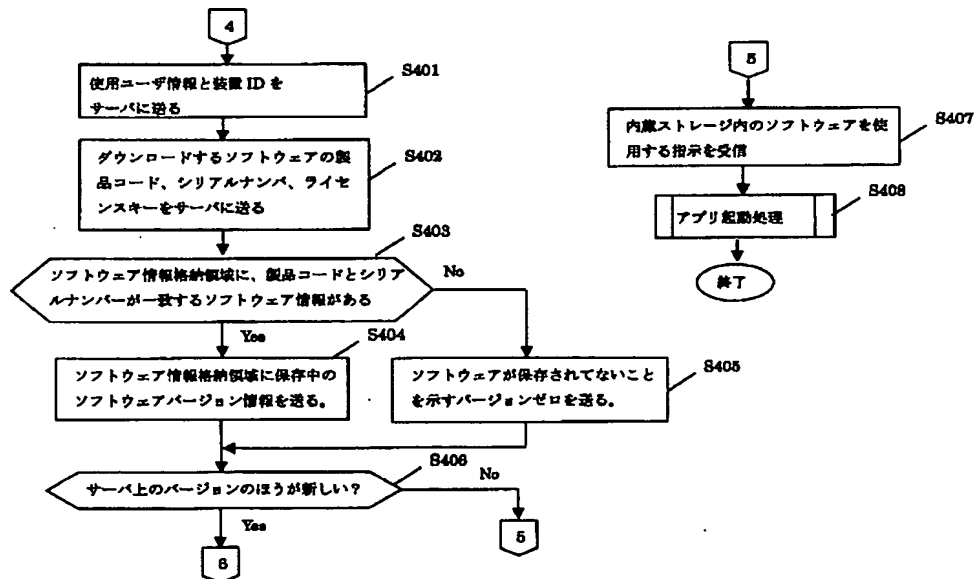 4
使用ユーザ情報と装置 ID を
サーバに送る
S401
ダウンロードするソフトウェアの製
品コード、シリアルナンバ、ライセ
ンスキーをサーバに送る
S402
S403
ソフトウェア情報格納領域に、製品コードとシリア
ルナンバーが一致するソフトウェア情報がある
No
Yes
S404
ソフトウェア情報格納領域に保存中の
ソフトウェアバージョン情報を送る。
ソフトウェアが保存されてないこと
を示すバージョンゼロを送る。
S405
S406
サーバ上のバージョンのほうが新しい?
No
Yes
5
6
5
内蔵ストレージ内のソフトウェアを使
用する指示を受信
S407
S408
アプリ起動処理
終了